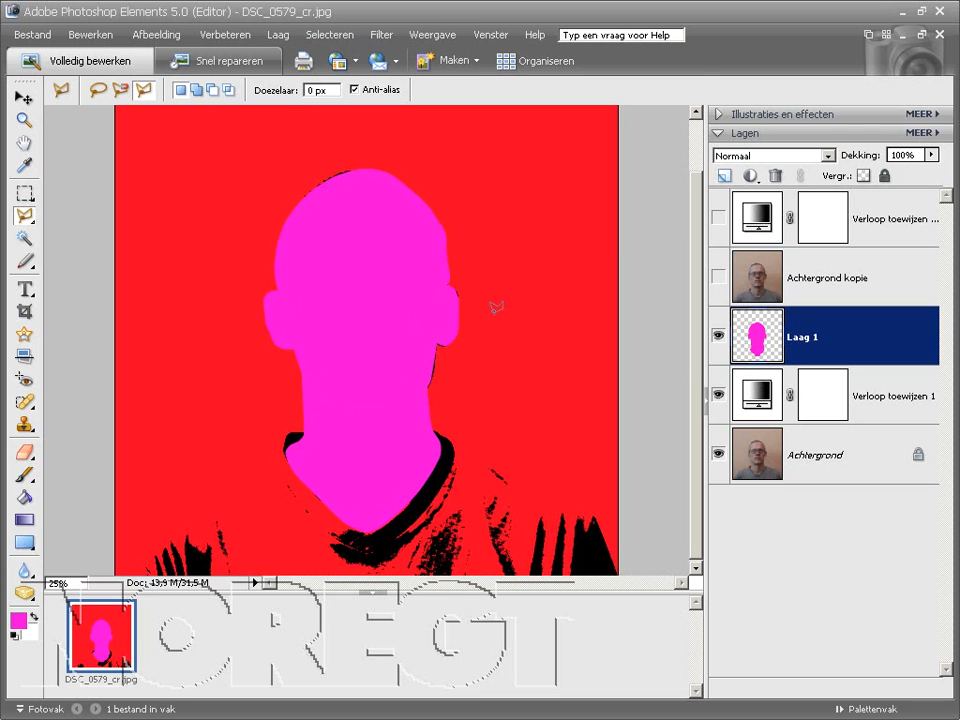 Adobe Photoshop Elements 5.0 (Editor) - DSC_0579_cr.jpg
Bestand Bewerken Afbeelding Verbeteren Laag Selecteren Filter Weergave Venster Help Typ een vraag voor Help
Volledig bewerken Snel repareren Maken Organiseren
Doezelaar: 0 px Anti-alias
Illustraties en effecten MEER
Lagen MEER
Normaal Dekking: 100%
Vergr.:
Verloop toewijzen ...
Achtergrond kopie
Laag 1
Verloop toewijzen 1
Achtergrond
25% Doc: 13,9 M/31,5 M
NOREGT
DSC_0579_cr.jpg
Fotovak 1 bestand in vak Palettenvak